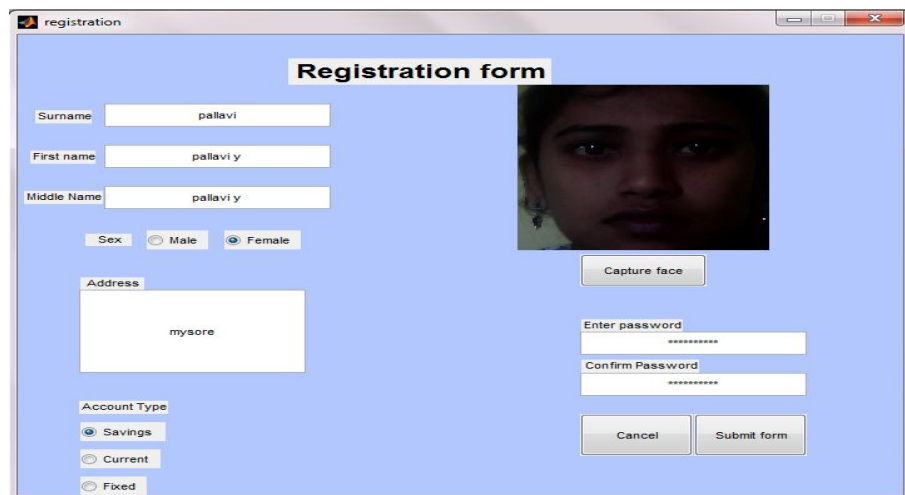 registration
Registration form
Surname pallavi
First name pallavi y
Middle Name pallavi y
Sex Male Female
Address
mysore
Account Type
Savings
Current
Fixed
Capture face
Enter password
**********
Confirm Password
**********
Cancel Submit form